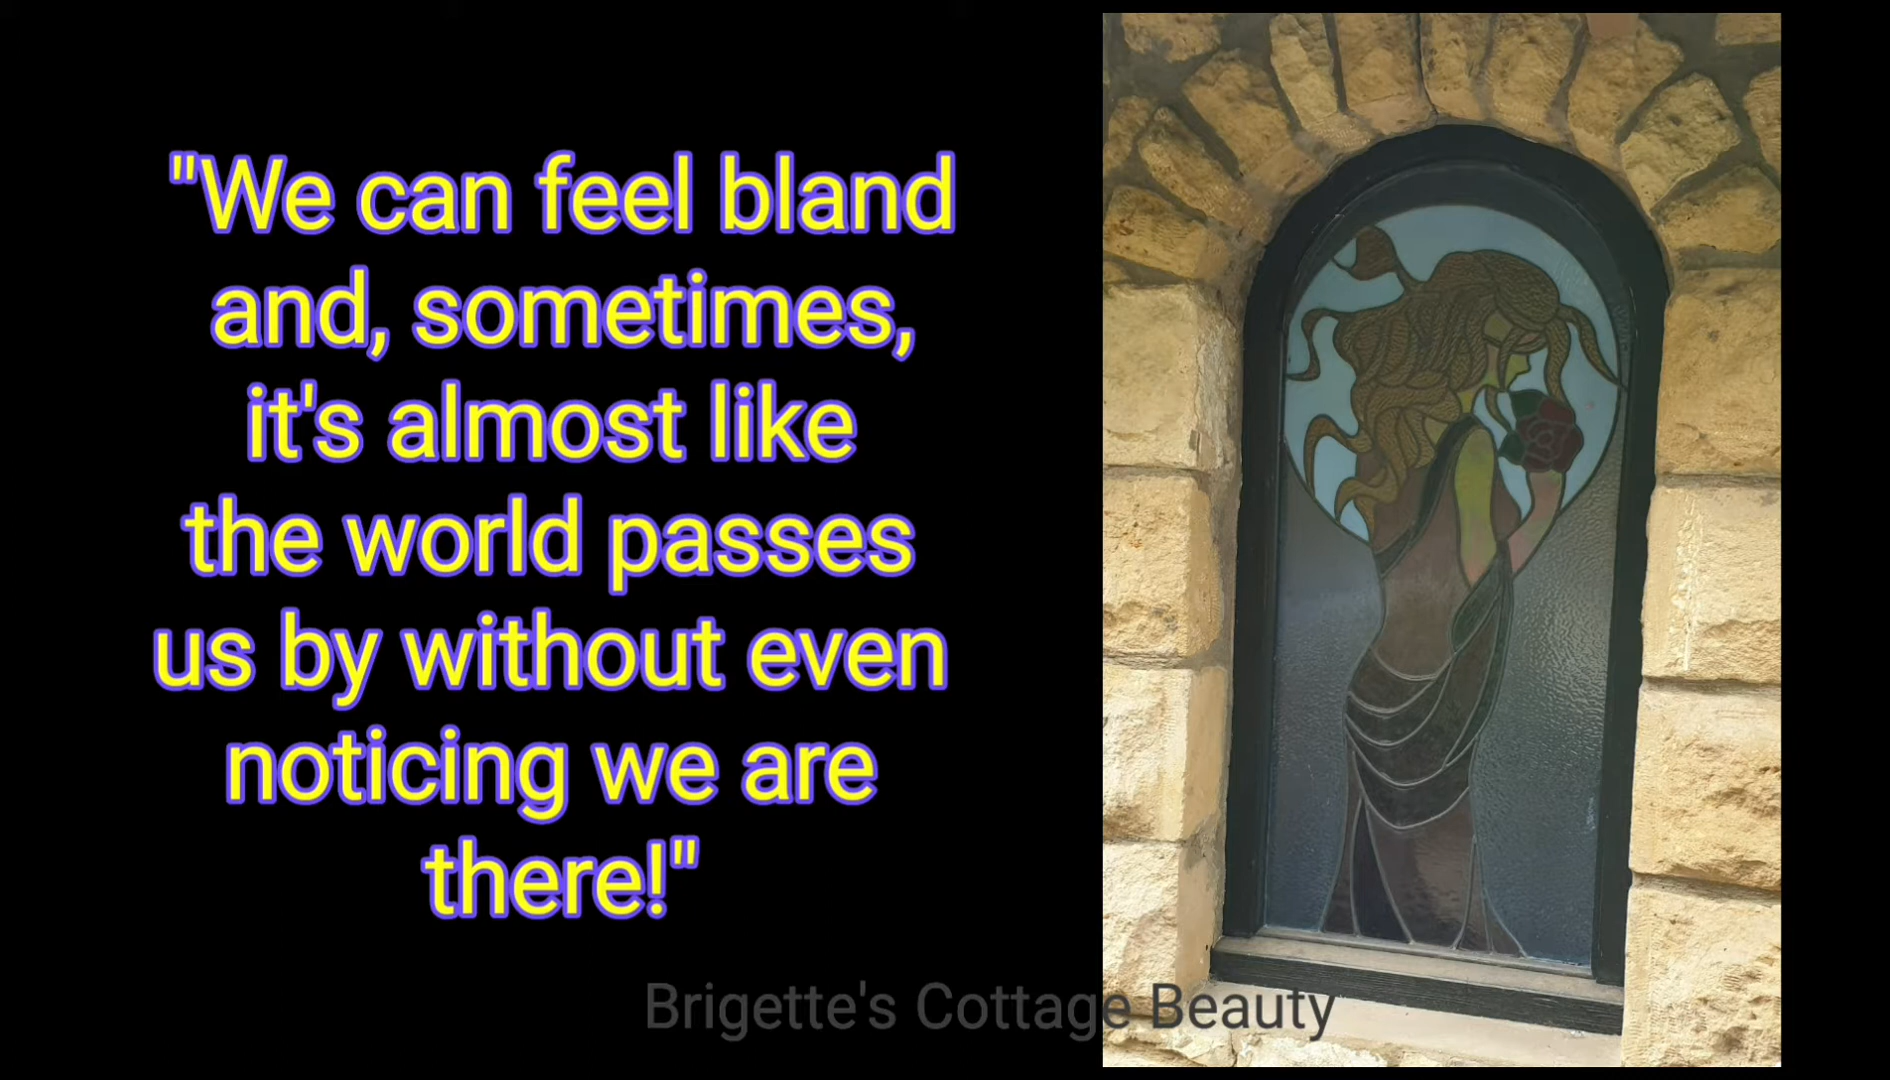 "We can feel bland
and, sometimes,
it's almost like
the world passes
us by without even
noticing we are
there!"
Brigette's Cottage Beauty